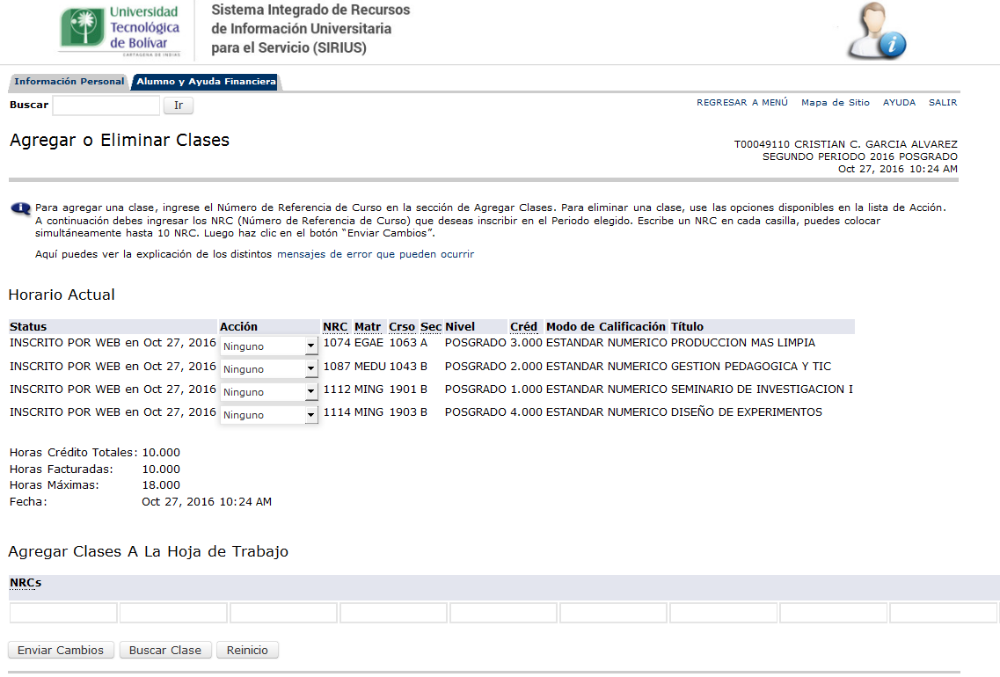 Universidad
Tecnológica
de Bolívar
CARTAGENA DE INDIAS
Sistema Integrado de Recursos
de Información Universitaria
para el Servicio (SIRIUS)
Información Personal Alumno y Ayuda Financiera
Buscar Ir
REGRESAR A MENÚ Mapa de Sitio AYUDA SALIR
Agregar o Eliminar Clases
T00049110 CRISTIAN C. GARCIA ALVAREZ
SEGUNDO PERIODO 2016 POSGRADO
Oct 27, 2016 10:24 AM
Para agregar una clase, ingrese el Número de Referencia de Curso en la sección de Agregar Clases. Para eliminar una clase, use las opciones disponibles en la lista de Acción.
A continuación debes ingresar los NRC (Número de Referencia de Curso) que deseas inscribir en el Periodo elegido. Escribe un NRC en cada casilla, puedes colocar
simultáneamente hasta 10 NRC. Luego haz clic en el botón “Enviar Cambios”.
Aquí puedes ver la explicación de los distintos mensajes de error que pueden ocurrir
Horario Actual
Status Acción NRC Matr Crso Sec Nivel Créd Modo de Calificación Título
INSCRITO POR WEB en Oct 27, 2016 Ninguno 1074 EGAE 1063 A POSGRADO 3.000 ESTANDAR NUMERICO PRODUCCION MAS LIMPIA
INSCRITO POR WEB en Oct 27, 2016 Ninguno 1087 MEDU 1043 B POSGRADO 2.000 ESTANDAR NUMERICO GESTION PEDAGOGICA Y TIC
INSCRITO POR WEB en Oct 27, 2016 Ninguno 1112 MING 1901 B POSGRADO 1.000 ESTANDAR NUMERICO SEMINARIO DE INVESTIGACION I
INSCRITO POR WEB en Oct 27, 2016 Ninguno 1114 MING 1903 B POSGRADO 4.000 ESTANDAR NUMERICO DISEÑO DE EXPERIMENTOS
Horas Crédito Totales: 10.000
Horas Facturadas: 10.000
Horas Máximas: 18.000
Fecha: Oct 27, 2016 10:24 AM
Agregar Clases A La Hoja de Trabajo
NRCs
Enviar Cambios Buscar Clase Reinicio